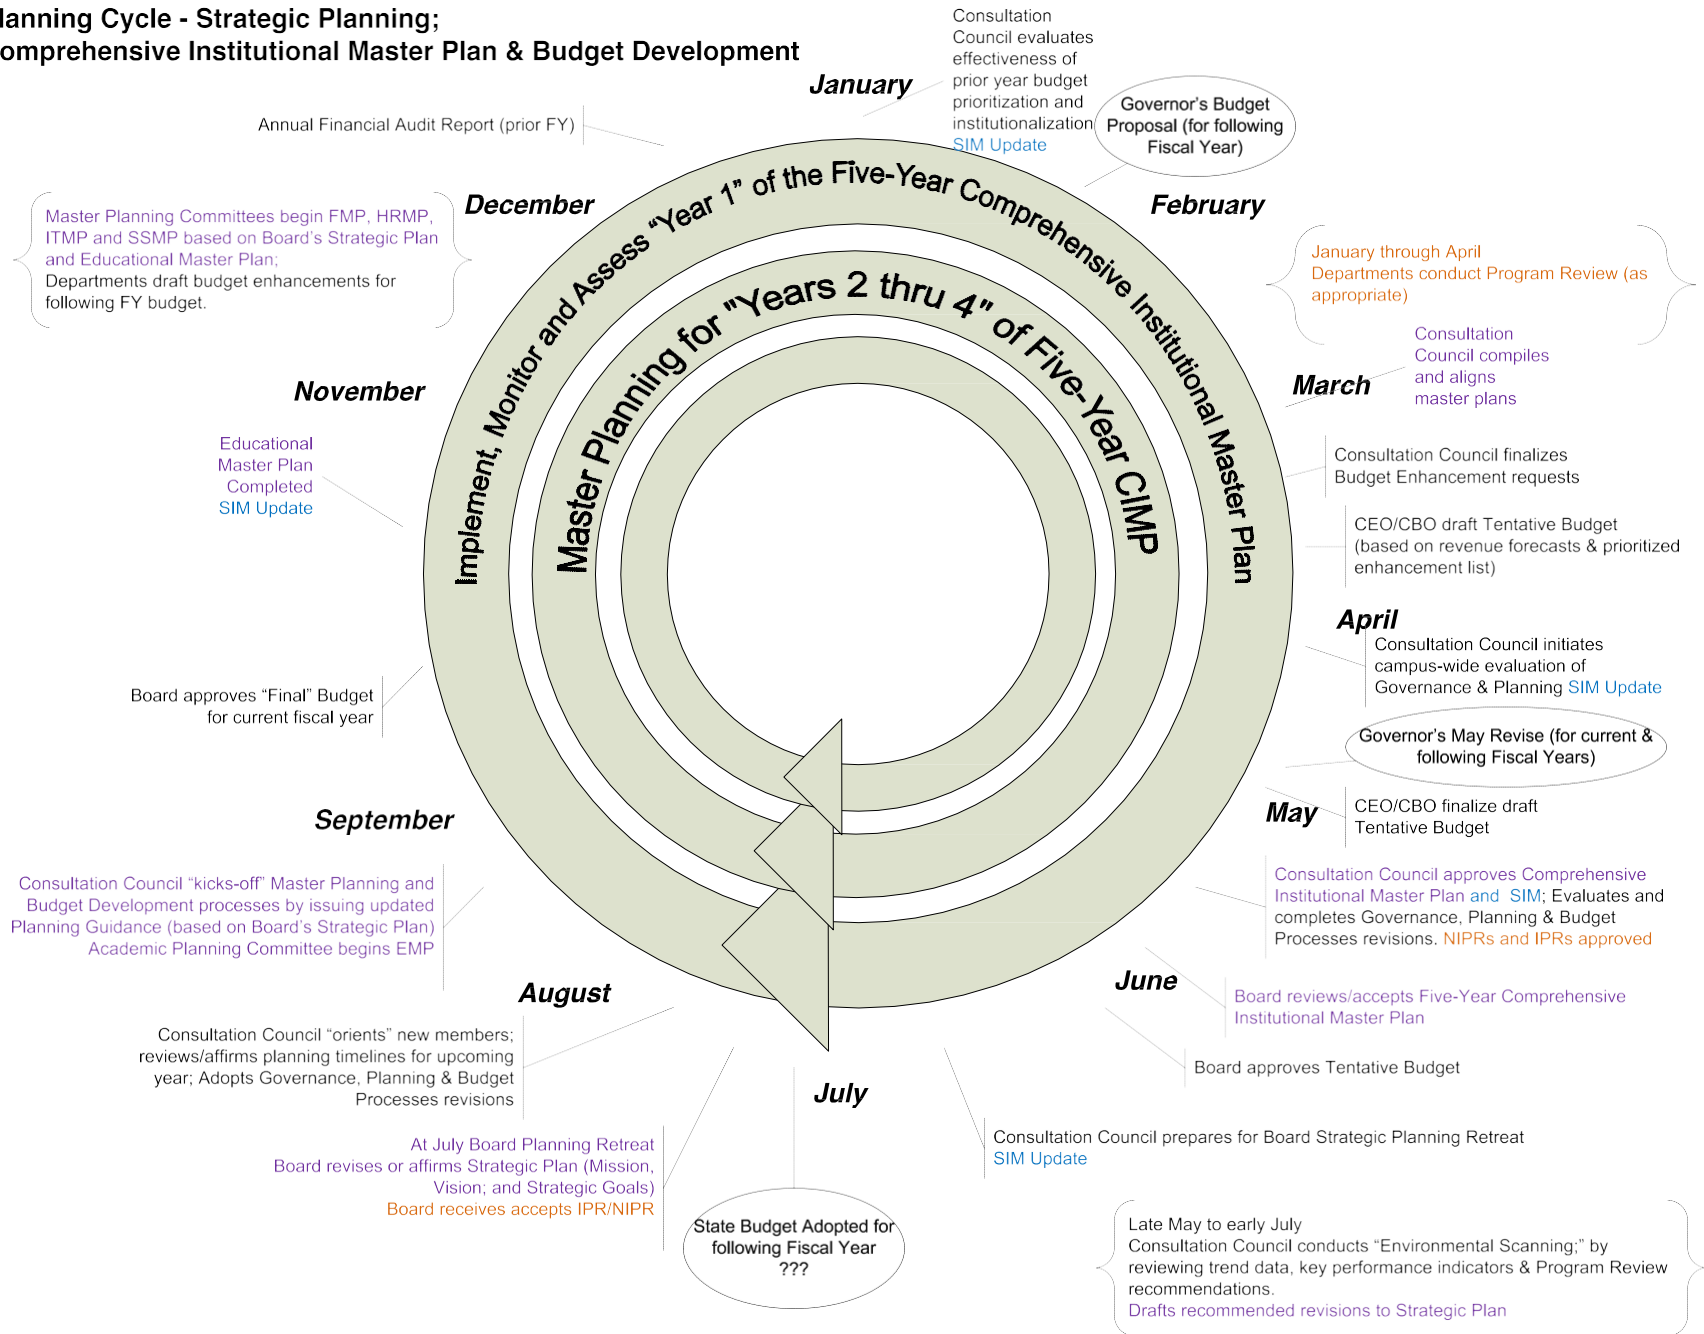 lanning Cycle - Strategic Planning;
omprehensive Institutional Master Plan & Budget Development
January
Consultation
Council evaluates
effectiveness of
prior year budget
prioritization and
institutionalization
SIM Update
Governor's Budget
Proposal (for following
Fiscal Year)
February
January through April
Departments conduct Program Review (as
appropriate)
Consultation
Council compiles
and aligns
master plans
March
Consultation Council finalizes
Budget Enhancement requests
CEO/CBO draft Tentative Budget
(based on revenue forecasts & prioritized
enhancement list)
April
Consultation Council initiates
campus-wide evaluation of
Governance & Planning SIM Update
Governor's May Revise (for current &
following Fiscal Years)
May
CEO/CBO finalize draft
Tentative Budget
Consultation Council approves Comprehensive
Institutional Master Plan and SIM; Evaluates and
completes Governance, Planning & Budget
Processes revisions. NIPRs and IPRs approved
June
Board reviews/accepts Five-Year Comprehensive
Institutional Master Plan
Board approves Tentative Budget
Consultation Council prepares for Board Strategic Planning Retreat
SIM Update
Late May to early July
Consultation Council conducts “Environmental Scanning;” by
reviewing trend data, key performance indicators & Program Review
recommendations.
Drafts recommended revisions to Strategic Plan
July
State Budget Adopted for
following Fiscal Year
???
At July Board Planning Retreat
Board revises or affirms Strategic Plan (Mission,
Vision; and Strategic Goals)
Board receives accepts IPR/NIPR
August
Consultation Council “orients” new members;
reviews/affirms planning timelines for upcoming
year; Adopts Governance, Planning & Budget
Processes revisions
September
Consultation Council “kicks-off” Master Planning and
Budget Development processes by issuing updated
Planning Guidance (based on Board's Strategic Plan)
Academic Planning Committee begins EMP
Board approves “Final” Budget
for current fiscal year
Educational
Master Plan
Completed
SIM Update
November
Master Planning Committees begin FMP, HRMP,
ITMP and SSMP based on Board's Strategic Plan
and Educational Master Plan;
Departments draft budget enhancements for
following FY budget.
December
Annual Financial Audit Report (prior FY)
Implement, Monitor and Assess “Year 1” of the Five-Year Comprehensive Institutional Master Plan
Master Planning for "Years 2 thru 4" of Five-Year CIMP